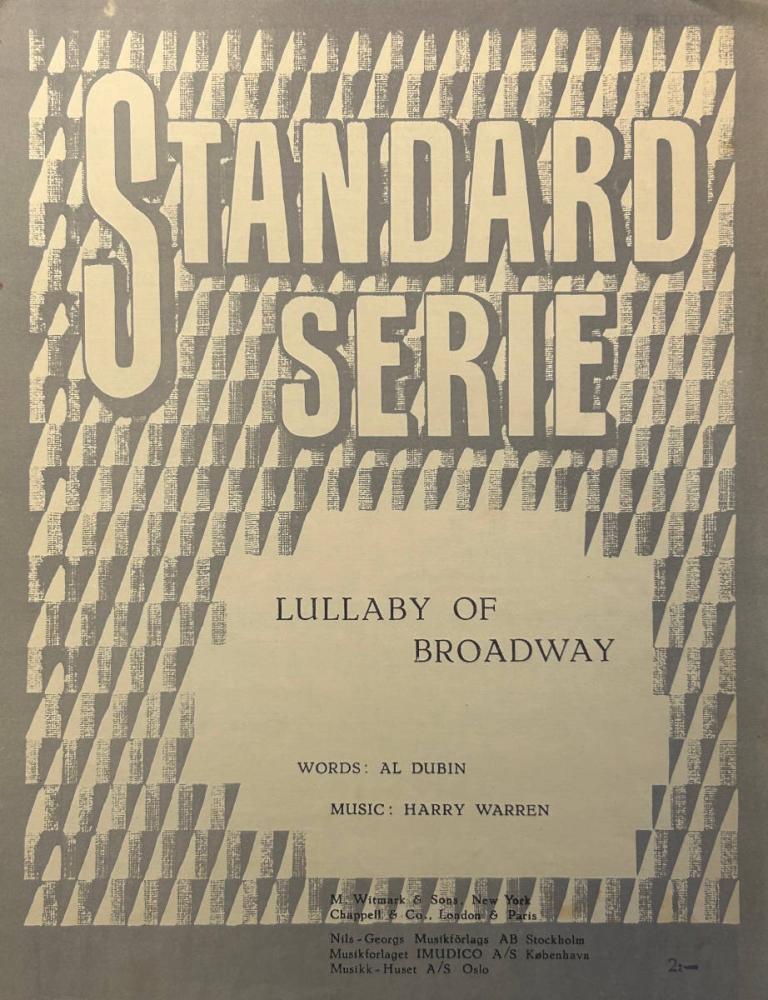 STANDARD
SERIE
LULLABY OF
BROADWAY
WORDS: AL DUBIN
MUSIC: HARRY WARREN
M. Witmark & Sons, New York
Chappell & Co., London & Paris
Nils-Georgs Musikförlags AB Stockholm
Musikforlaget IMUDICO A/S København
Musikk-Huset A/S Oslo
2:—